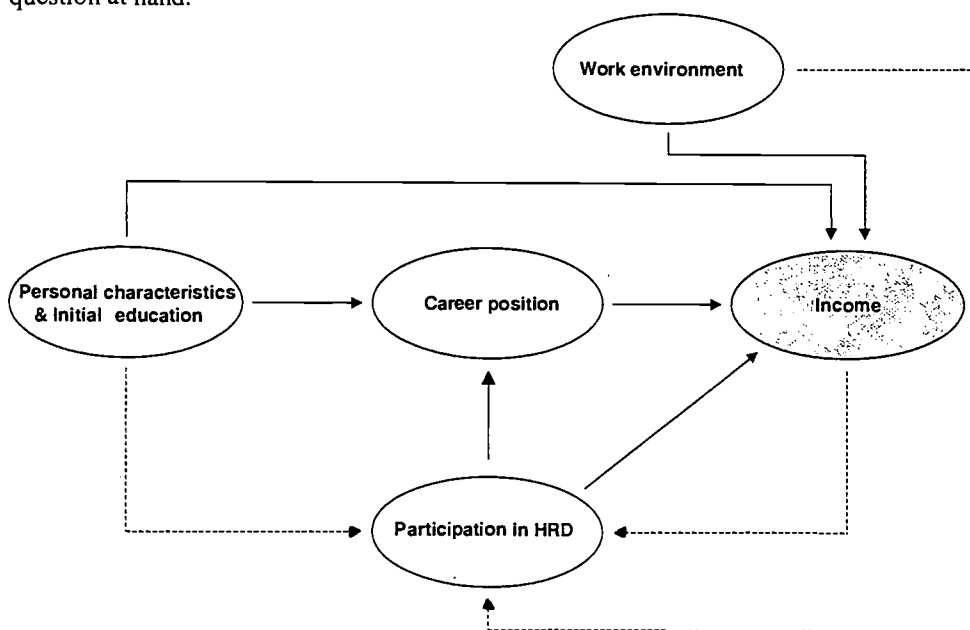 question at hand.
Work environment
Personal characteristics
& Initial education
Career position
Income
Participation in HRD